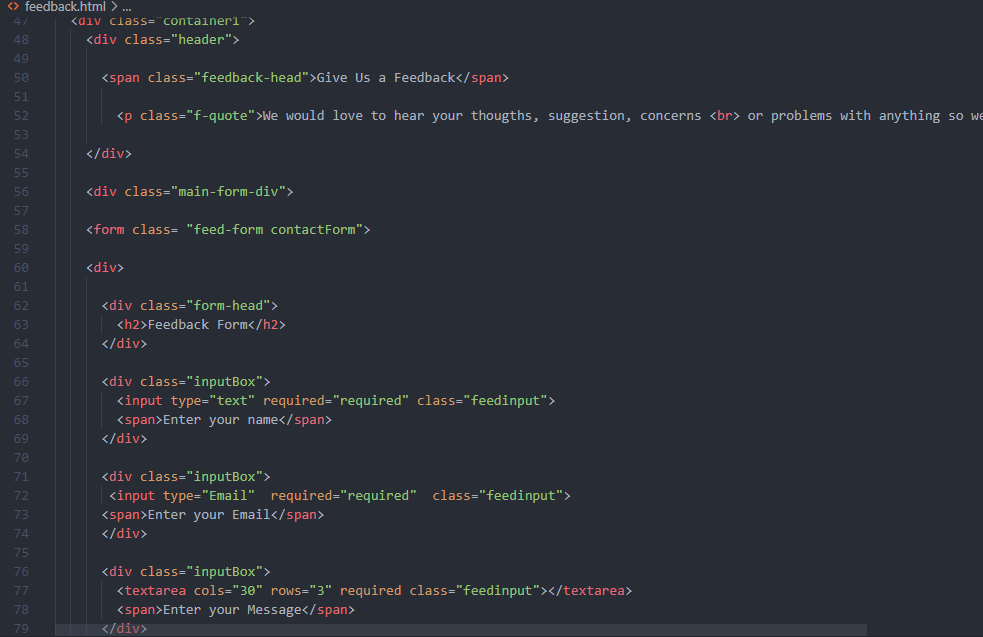 feedback.html > ...
47 <div class="container1">
48 <div class="header">
49
50 <span class="feedback-head">Give Us a Feedback</span>
51
52 <p class="f-quote">We would love to hear your thougths, suggestion, concerns <br> or problems with anything so we
53
54 </div>
55
56 <div class="main-form-div">
57
58 <form class= "feed-form contactForm">
59
60 <div>
61
62 <div class="form-head">
63 <h2>Feedback Form</h2>
64 </div>
65
66 <div class="inputBox">
67 <input type="text" required="required" class="feedinput">
68 <span>Enter your name</span>
69 </div>
70
71 <div class="inputBox">
72 <input type="Email"  required="required"  class="feedinput">
73 <span>Enter your Email</span>
74 </div>
75
76 <div class="inputBox">
77 <textarea cols="30" rows="3" required class="feedinput"></textarea>
78 <span>Enter your Message</span>
79 </div>